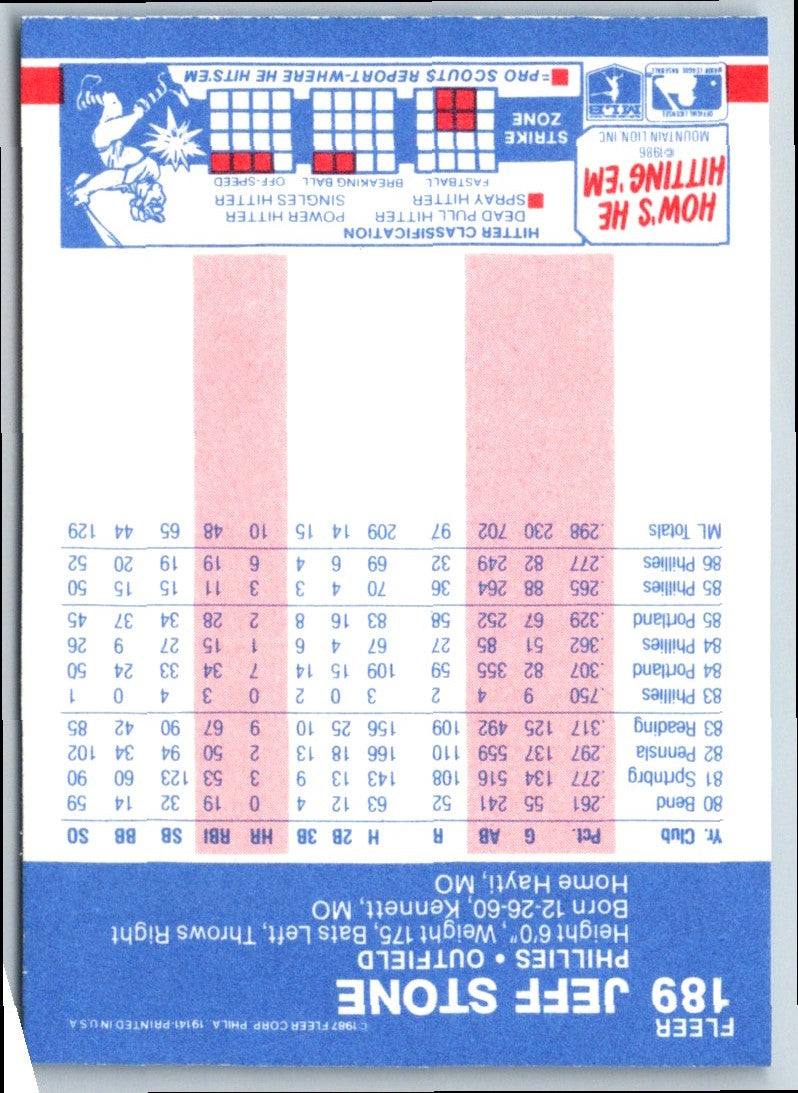 FLEER
189 JEFF STONE
©1987 FLEER CORP. PHILA. 19141-PRINTED IN U.S.A
PHILLIES • OUTFIELD
Height 6'0", Weight 175, Bats Left, Throws Right
Born 12-26-60, Kennett, MO
Home Hayti, MO
Yr. Club Pct. G AB R H 2B 3B HR RBI SB BB SO
80 Bend .261 55 241 52 63 12 4 0 19 32 14 59
81 Sprtnbrg .277 134 516 108 143 13 9 3 53 123 60 90
82 Pennsla .297 137 559 110 166 18 13 2 50 94 34 102
83 Reading .317 125 492 109 156 25 10 9 67 90 42 85
83 Phillies .750 9 4 2 3 0 2 0 3 4 0 1
84 Portland .307 82 355 59 109 15 14 7 34 33 24 50
84 Phillies .362 51 85 27 67 4 6 1 15 27 9 26
85 Portland .329 67 252 58 83 16 8 2 28 34 37 45
85 Phillies .265 88 264 36 70 4 3 3 11 15 15 50
86 Phillies .277 82 249 32 69 6 4 6 19 19 20 52
ML Totals .298 230 702 97 209 14 15 10 48 65 44 129
HOW'S HE
HITTING 'EM
©1986
MOUNTAIN LION, INC
OFFICIAL LICENSEE
MAJOR LEAGUE BASEBALL
HITTER CLASSIFICATION
DEAD PULL HITTER POWER HITTER
SPRAY HITTER SINGLES HITTER
FASTBALL BREAKING BALL OFF-SPEED
STRIKE
ZONE
=PRO SCOUTS REPORT-WHERE HE HITS'EM